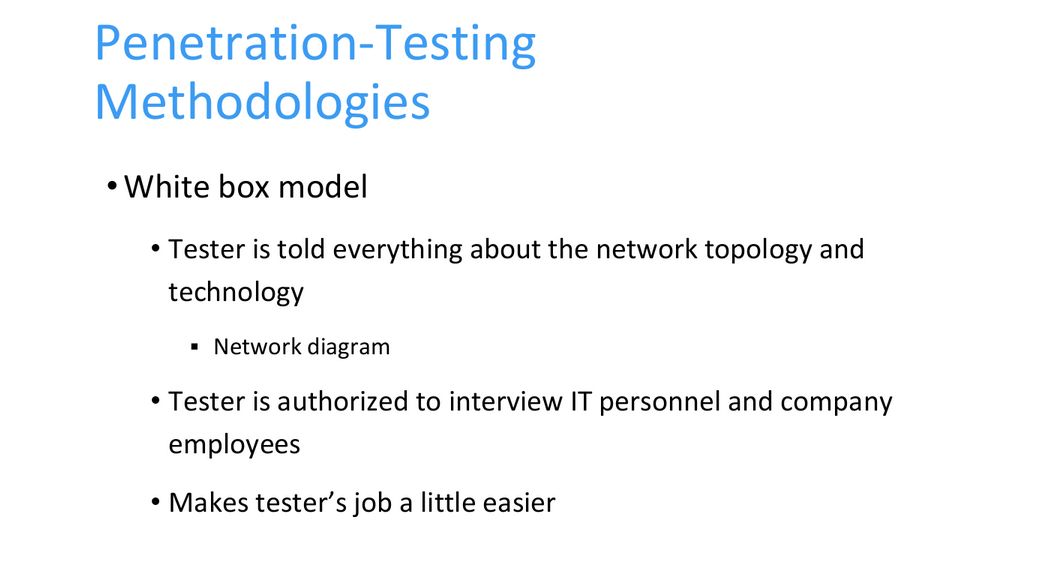 Penetration-Testing
Methodologies
• White box model
• Tester is told everything about the network topology and
technology
▪ Network diagram
• Tester is authorized to interview IT personnel and company
employees
• Makes tester’s job a little easier